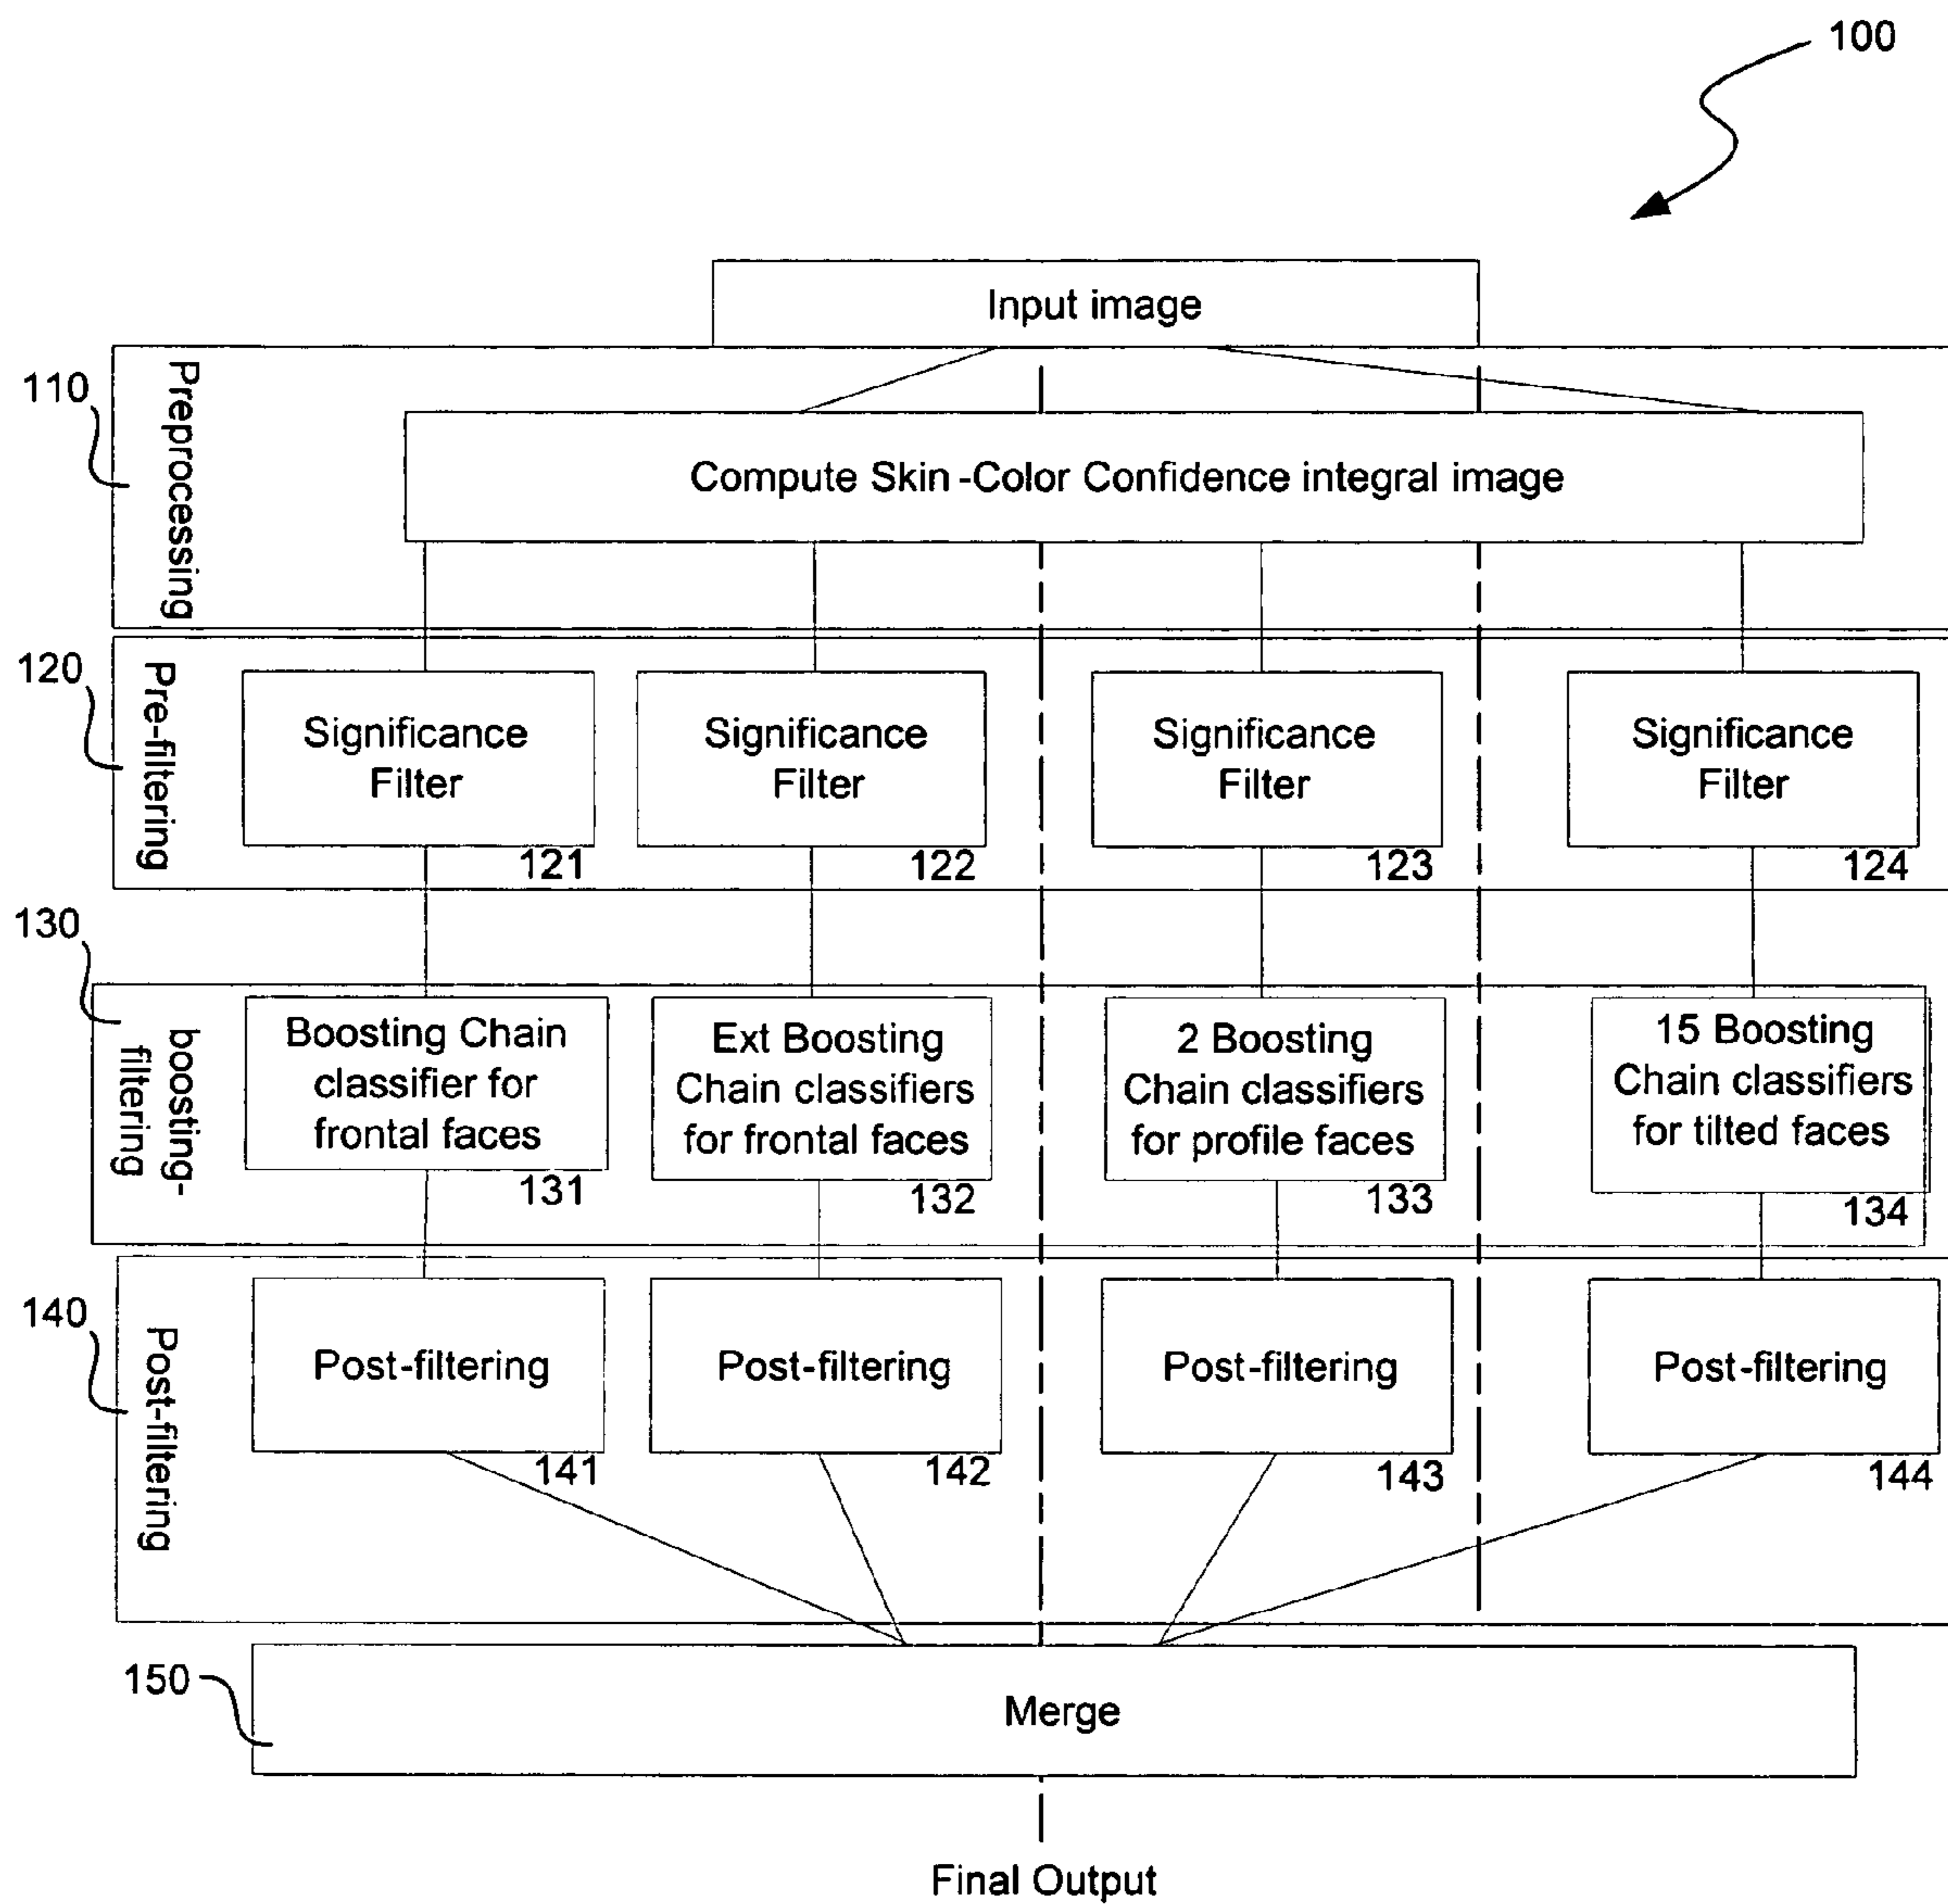 100
Input image
110
Preprocessing
Compute Skin-Color Confidence integral image
120
Pre-filtering
Significance
Filter
121
Significance
Filter
122
Significance
Filter
123
Significance
Filter
124
130
boosting-
filtering
Boosting Chain
classifier for
frontal faces
131
Ext Boosting
Chain classifiers
for frontal faces
132
2 Boosting
Chain classifiers
for profile faces
133
15 Boosting
Chain classifiers
for tilted faces
134
140
Post-filtering
Post-filtering
141
Post-filtering
142
Post-filtering
143
Post-filtering
144
150
Merge
Final Output